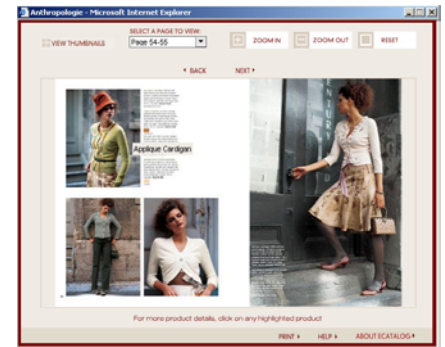 Anthropologie - Microsoft Internet Explorer
VIEW THUMBNAILS
SELECT A PAGE TO VIEW:
Page 54-55
ZOOM IN
ZOOM OUT
RESET
BACK
NEXT
Applique Cardigan
CENTURY
For more product details, click on any highlighted product
PRINT
HELP
ABOUT ECATALOG